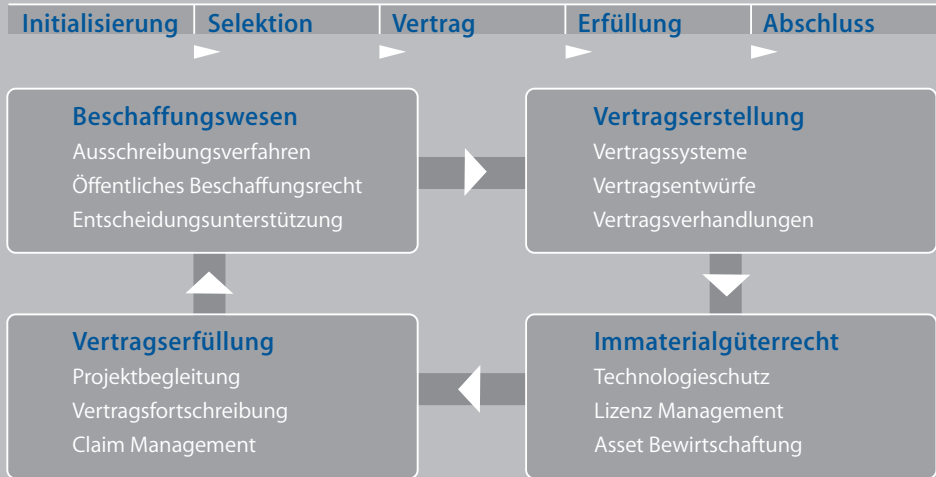 Initialisierung Selektion Vertrag Erfüllung Abschluss
Beschaffungswesen
Ausschreibungsverfahren
Öffentliches Beschaffungsrecht
Entscheidungsunterstützung
Vertragserstellung
Vertragssysteme
Vertragsentwürfe
Vertragsverhandlungen
Vertragserfüllung
Projektbegleitung
Vertragsfortschreibung
Claim Management
Immaterialgüterrecht
Technologieschutz
Lizenz Management
Asset Bewirtschaftung